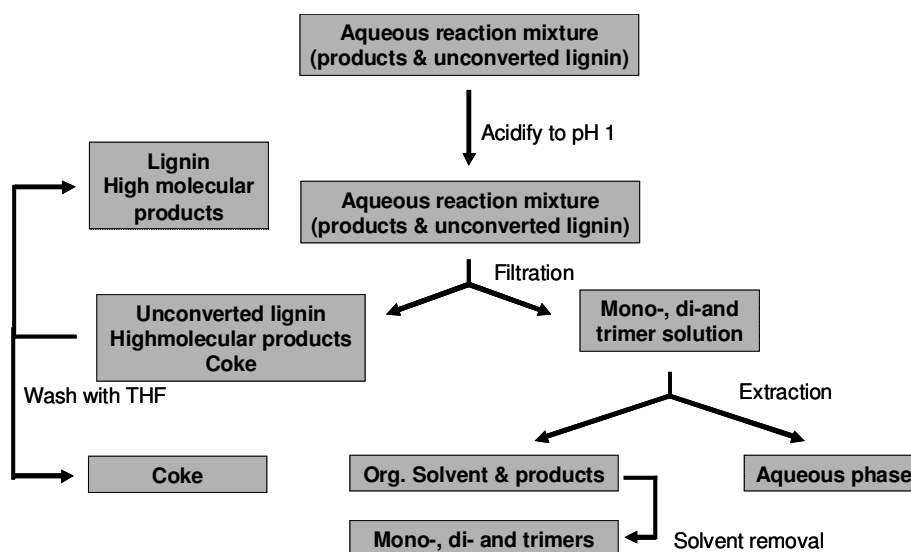 Aqueous reaction mixture
(products & unconverted lignin)
Acidify to pH 1
Lignin
High molecular
products
Aqueous reaction mixture
(products & unconverted lignin)
Filtration
Unconverted lignin
Highmolecular products
Coke
Mono-, di-and
trimer solution
Wash with THF
Extraction
Coke
Org. Solvent & products
Aqueous phase
Mono-, di- and trimers
Solvent removal